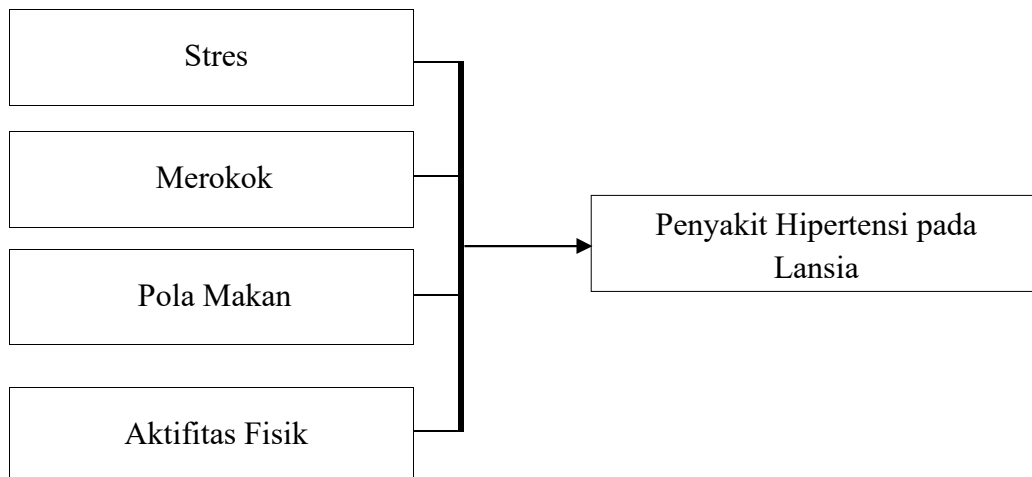 Stres
Merokok
Pola Makan
Aktifitas Fisik
Penyakit Hipertensi pada
Lansia